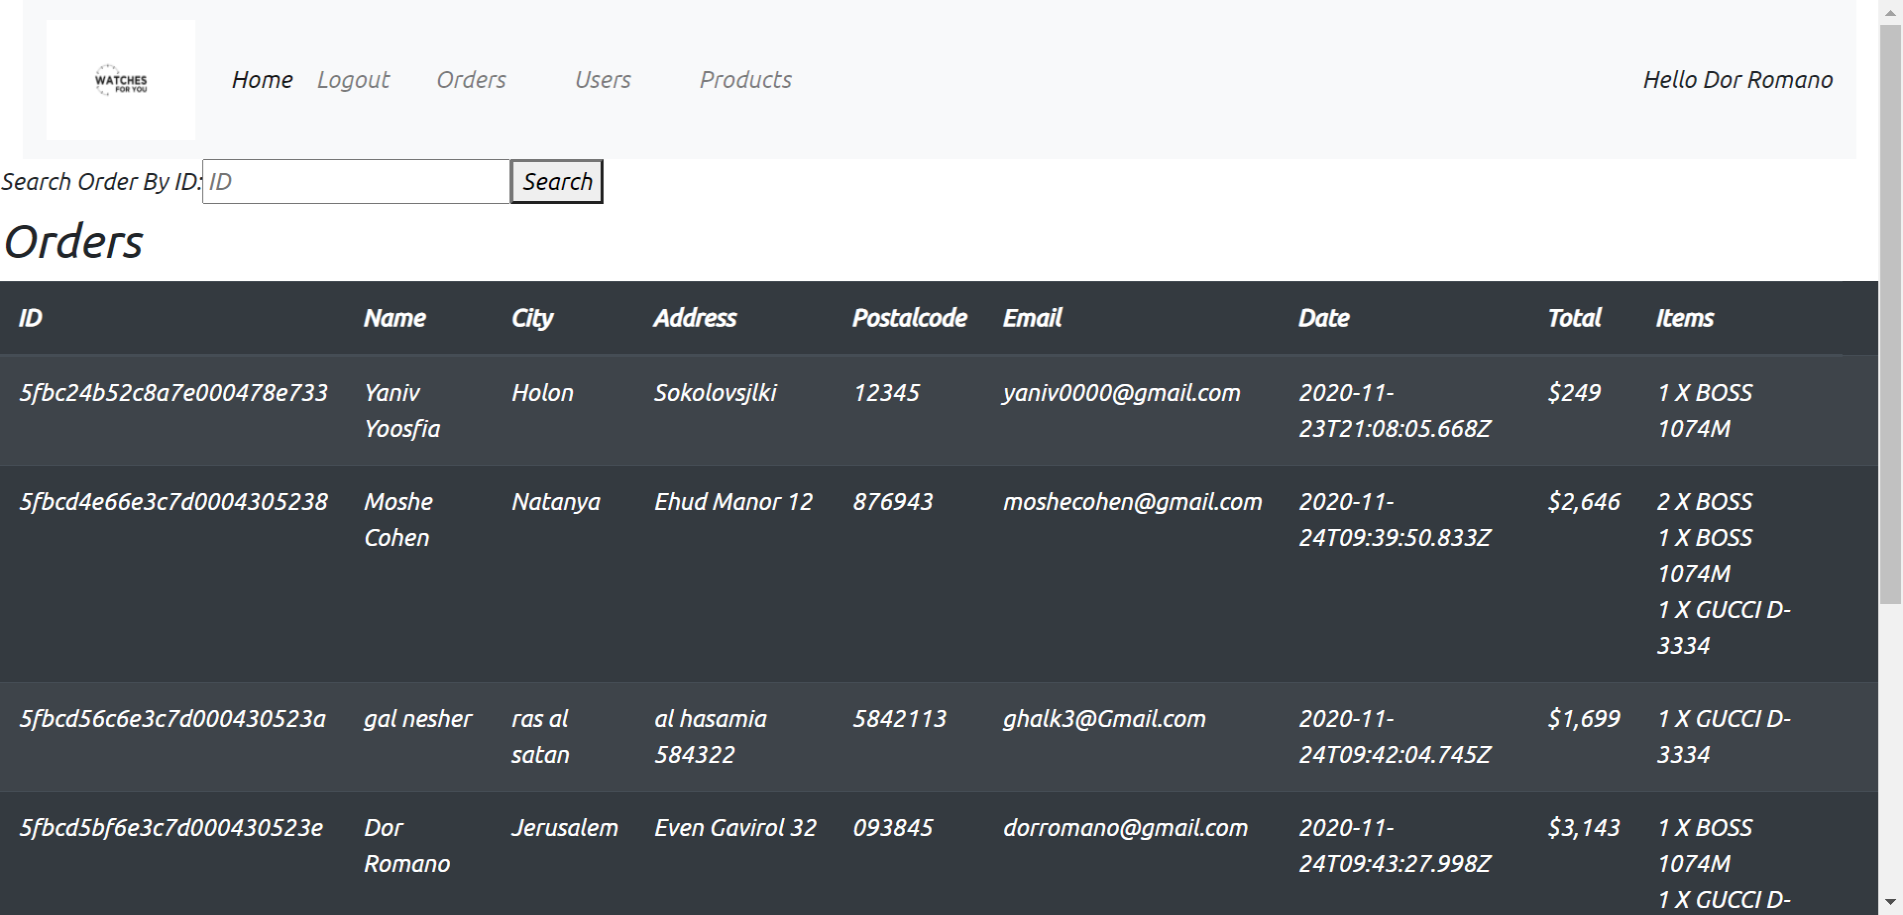 WATCHES
FOR YOU
Home Logout Orders Users Products Hello Dor Romano
Search Order By ID: ID Search
Orders
ID Name City Address Postalcode Email Date Total Items
5fbc24b52c8a7e000478e733 Yaniv Holon Sokolovsjlki 12345 yaniv0000@gmail.com 2020-11- $249 1 X BOSS
Yoosfia 23T21:08:05.668Z 1074M
5fbcd4e66e3c7d0004305238 Moshe Natanya Ehud Manor 12 876943 moshecohen@gmail.com 2020-11- $2,646 2 X BOSS
Cohen 24T09:39:50.833Z 1 X BOSS
1074M
1 X GUCCI D-
3334
5fbcd56c6e3c7d000430523a gal nesher ras al al hasamia 5842113 ghalk3@Gmail.com 2020-11- $1,699 1 X GUCCI D-
satan 584322 24T09:42:04.745Z 3334
5fbcd5bf6e3c7d000430523e Dor Jerusalem Even Gavirol 32 093845 dorromano@gmail.com 2020-11- $3,143 1 X BOSS
Romano 24T09:43:27.998Z 1074M
1 X GUCCI D-